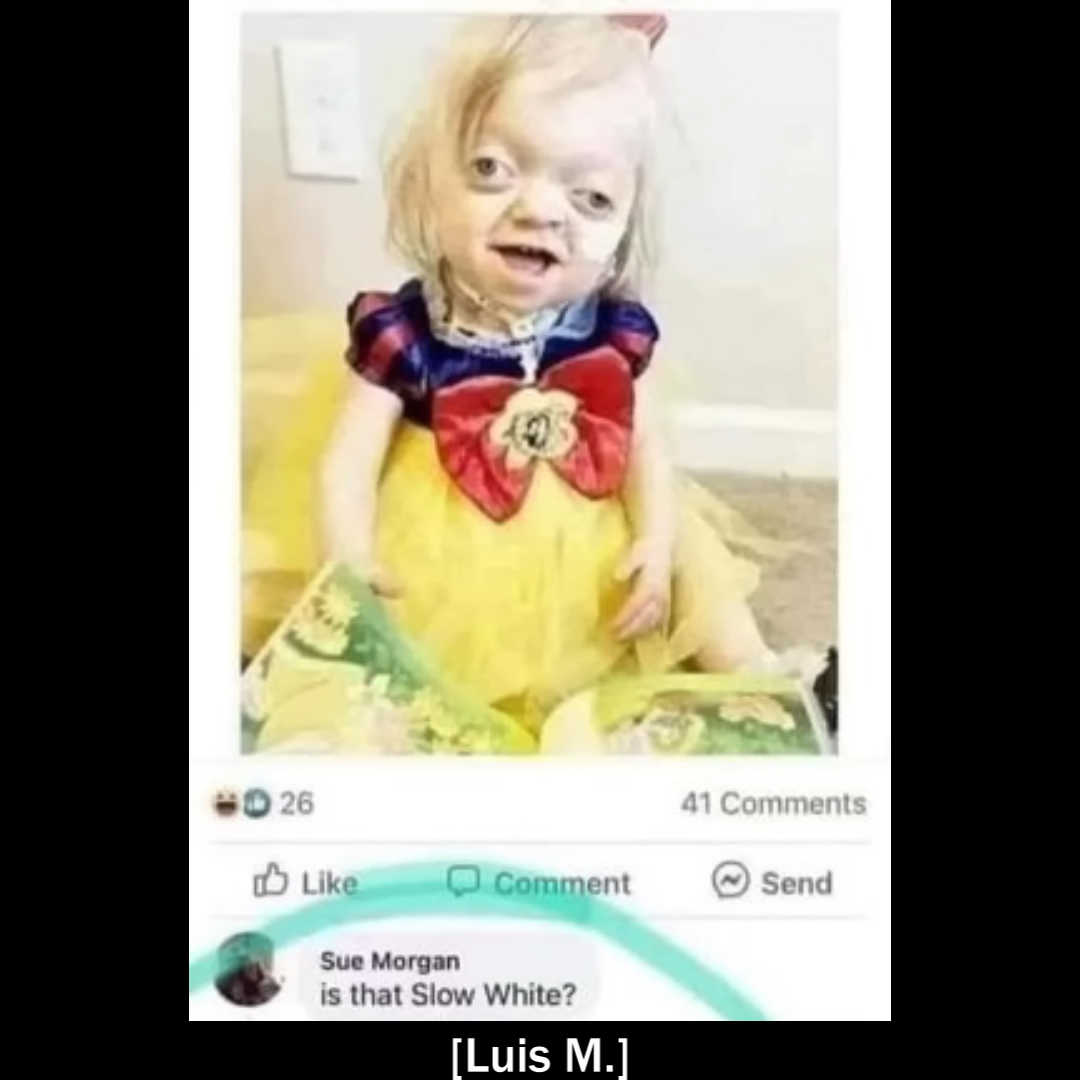 26
41 Comments
Like
Comment
Send
Sue Morgan
is that Slow White?
[Luis M.]